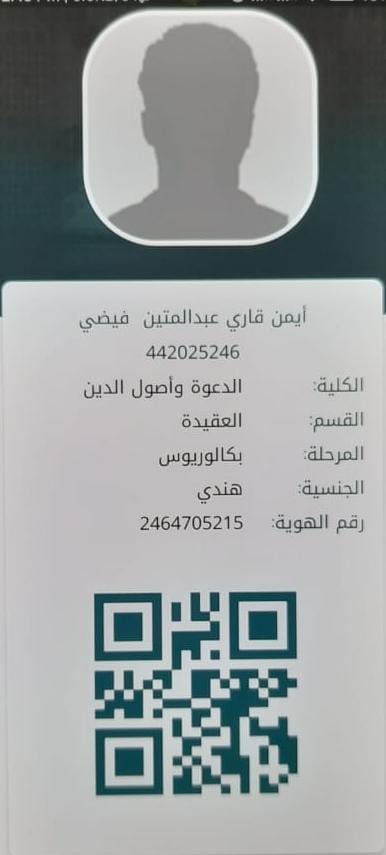 أيمن قاري عبدالمتين فيضي
442025246
الكلية: الدعوة وأصول الدين
القسم: العقيدة
المرحلة: بكالوريوس
الجنسية: هندي
رقم الهوية: 2464705215